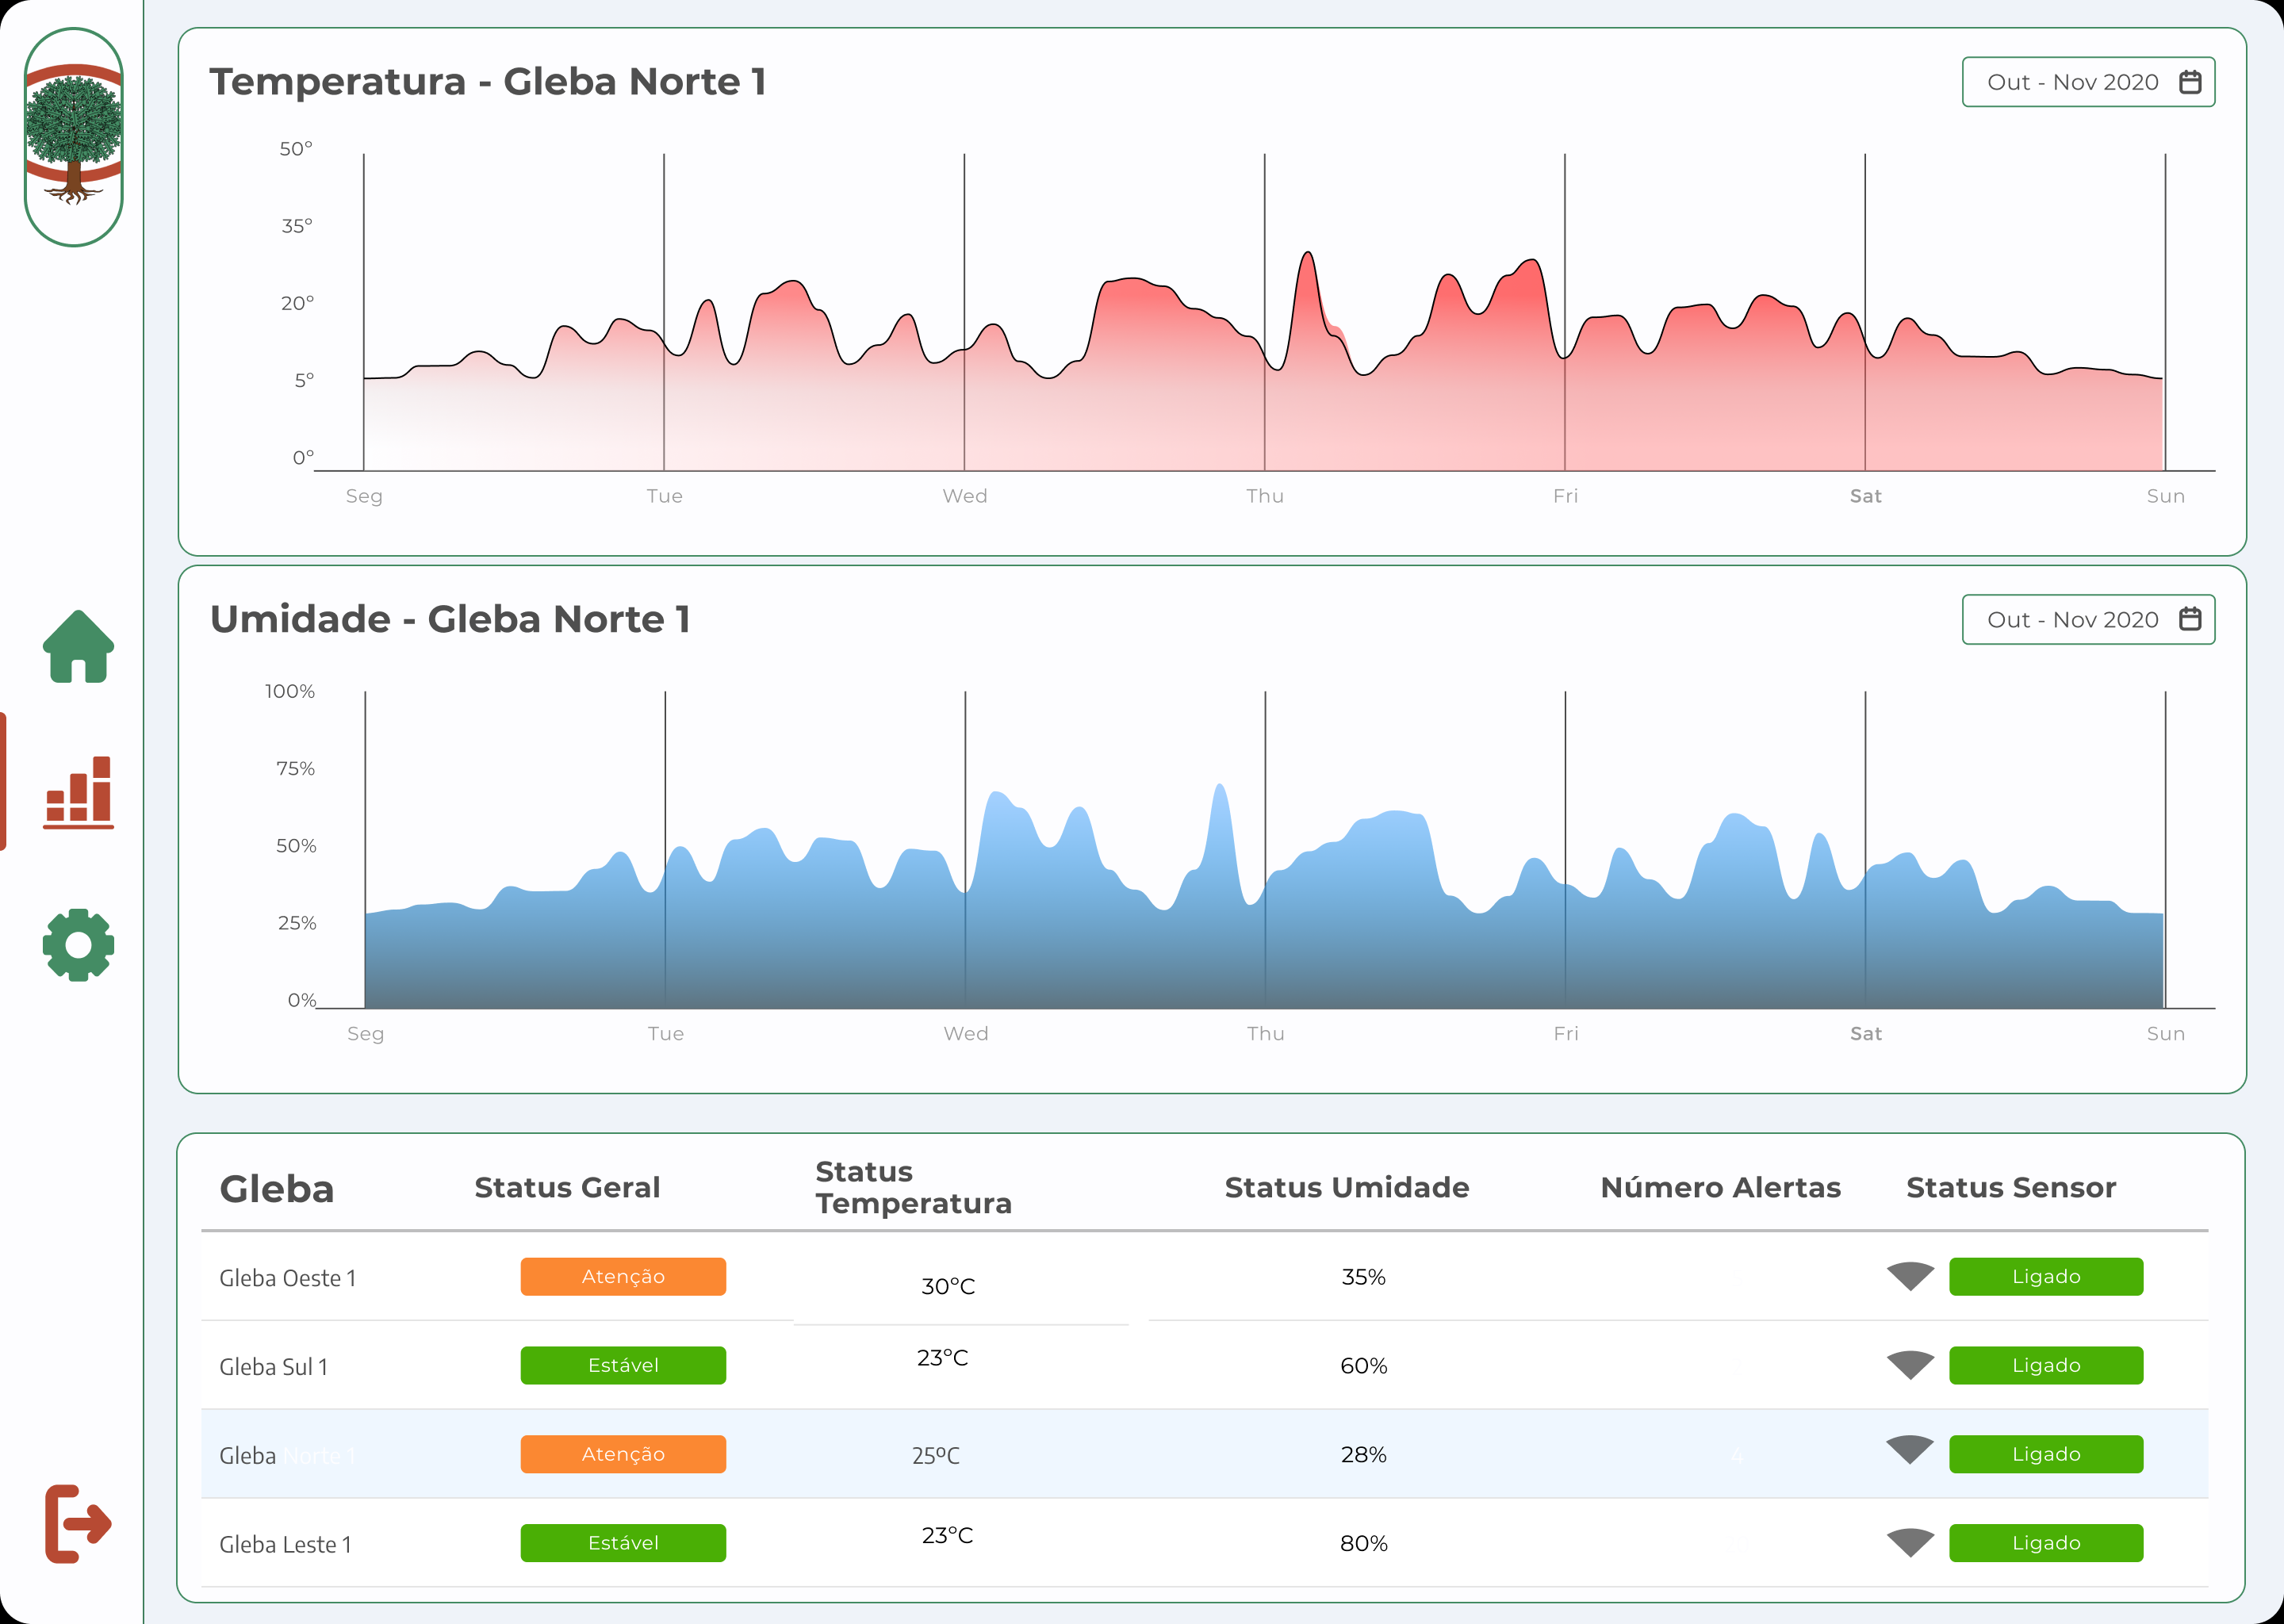 Temperatura - Gleba Norte 1
Out - Nov 2020
50°
35°
20°
5°
0°
Seg Tue Wed Thu Fri Sat Sun
Umidade - Gleba Norte 1
Out - Nov 2020
100%
75%
50%
25%
0%
Seg Tue Wed Thu Fri Sat Sun
Gleba Status Geral Status Temperatura Status Umidade Número Alertas Status Sensor
Gleba Oeste 1 Atenção 30°C 35% Ligado
Gleba Sul 1 Estável 23°C 60% Ligado
Gleba Norte 1 Atenção 25ºC 28% 4 Ligado
Gleba Leste 1 Estável 23°C 80% Ligado